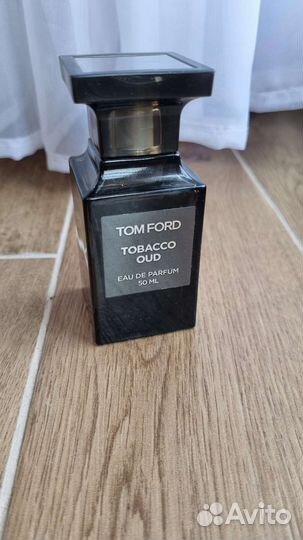 TOM FORD
TOBACCO
OUD
EAU DE PARFUM
50 ML
Avito